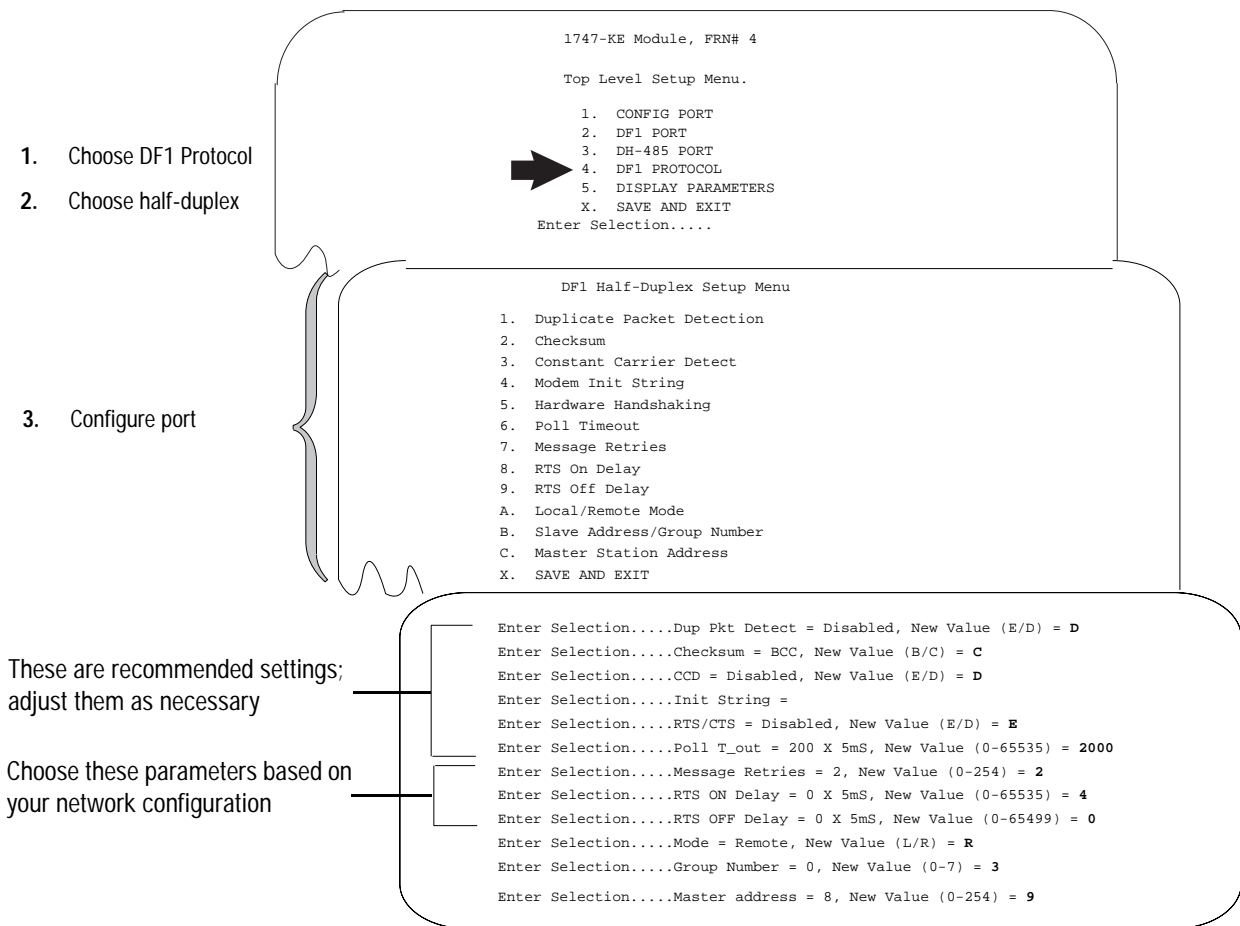 1747-KE Module, FRN# 4
Top Level Setup Menu.
1. CONFIG PORT
2. DF1 PORT
3. DH-485 PORT
4. DF1 PROTOCOL
5. DISPLAY PARAMETERS
X. SAVE AND EXIT
Enter Selection.....
1. Choose DF1 Protocol
2. Choose half-duplex
DF1 Half-Duplex Setup Menu
1. Duplicate Packet Detection
2. Checksum
3. Constant Carrier Detect
4. Modem Init String
5. Hardware Handshaking
6. Poll Timeout
7. Message Retries
8. RTS On Delay
9. RTS Off Delay
A. Local/Remote Mode
B. Slave Address/Group Number
C. Master Station Address
X. SAVE AND EXIT
3. Configure port
Enter Selection.....Dup Pkt Detect = Disabled, New Value (E/D) = D
Enter Selection.....Checksum = BCC, New Value (B/C) = C
Enter Selection.....CCD = Disabled, New Value (E/D) = D
Enter Selection.....Init String =
Enter Selection.....RTS/CTS = Disabled, New Value (E/D) = E
Enter Selection.....Poll T_out = 200 X 5mS, New Value (0-65535) = 2000
Enter Selection.....Message Retries = 2, New Value (0-254) = 2
Enter Selection.....RTS ON Delay = 0 X 5mS, New Value (0-65535) = 4
Enter Selection.....RTS OFF Delay = 0 X 5mS, New Value (0-65499) = 0
Enter Selection.....Mode = Remote, New Value (L/R) = R
Enter Selection.....Group Number = 0, New Value (0-7) = 3
Enter Selection.....Master address = 8, New Value (0-254) = 9
These are recommended settings;
adjust them as necessary
Choose these parameters based on
your network configuration